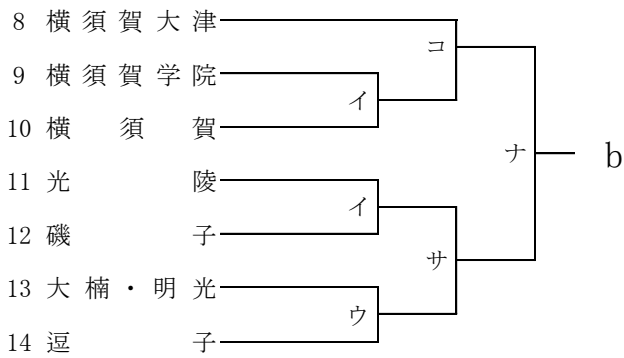 8 横須賀大津
コ
9 横須賀学院
イ
10 横須賀
ナ b
11 光陵
イ
12 磯子
サ
13 大楠・明光
ウ
14 逗子